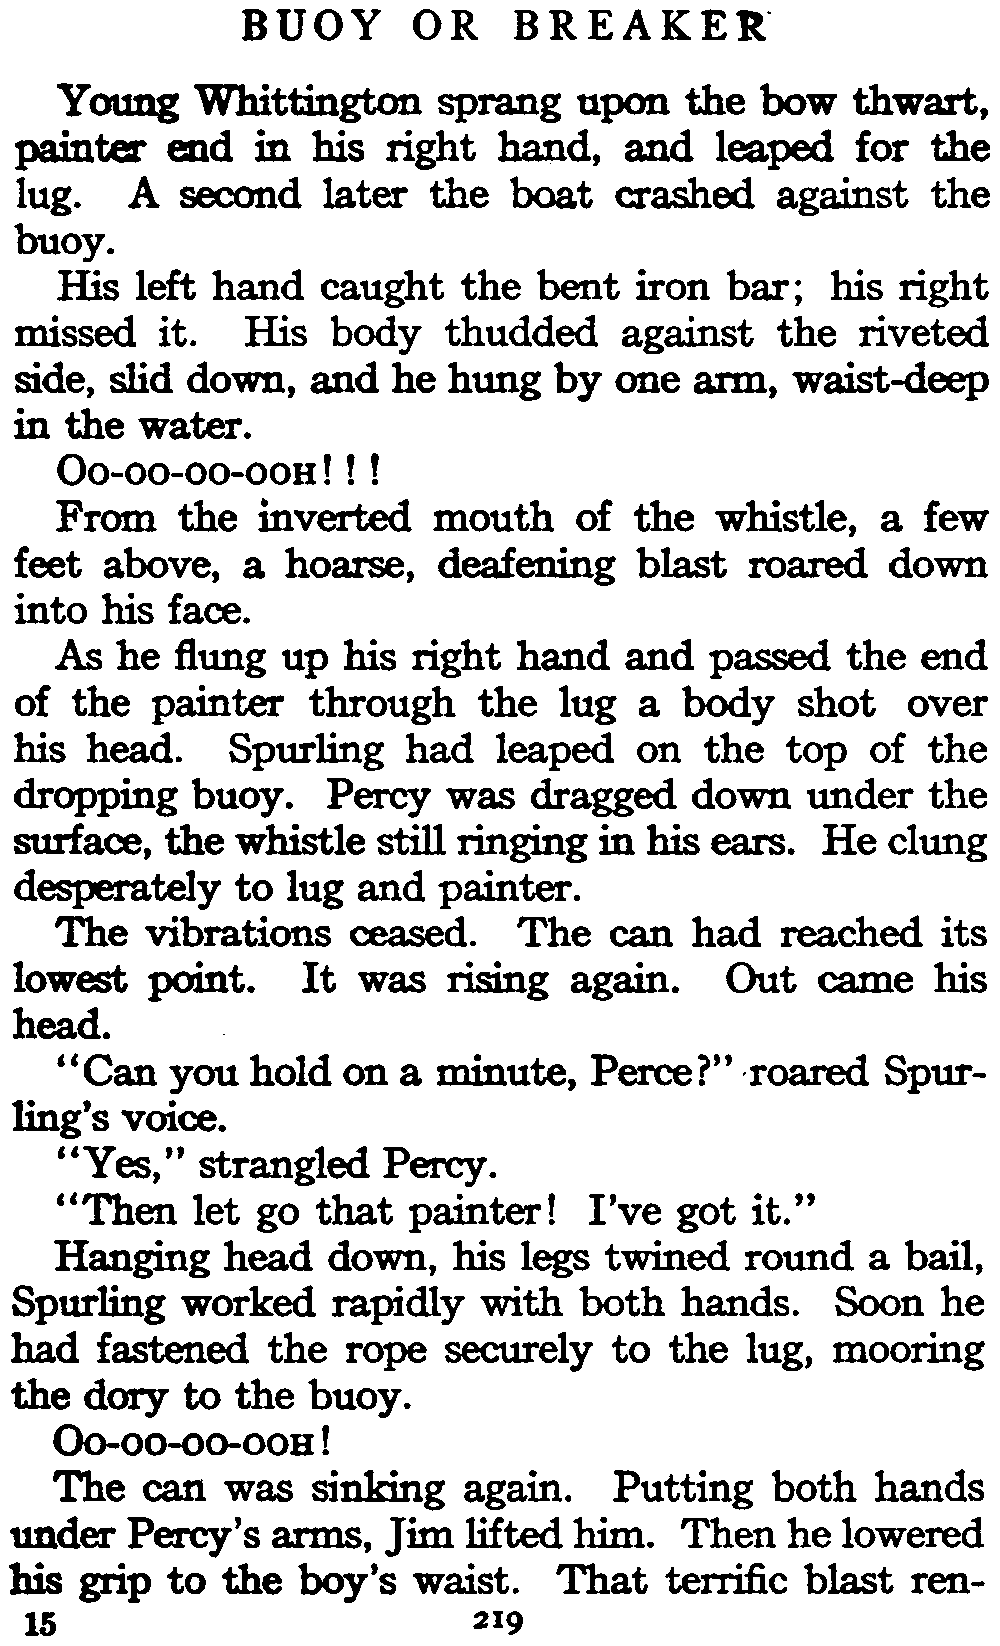 BUOY OR BREAKER
Young Whittington sprang upon the bow thwart,
painter end in his right hand, and leaped for the
lug. A second later the boat crashed against the
buoy.
His left hand caught the bent iron bar; his right
missed it. His body thudded against the riveted
side, slid down, and he hung by one arm, waist-deep
in the water.
Oo-oo-oo-ooh! ! !
From the inverted mouth of the whistle, a few
feet above, a hoarse, deafening blast roared down
into his face.
As he flung up his right hand and passed the end
of the painter through the lug a body shot over
his head. Spurling had leaped on the top of the
dropping buoy. Percy was dragged down under the
surface, the whistle still ringing in his ears. He clung
desperately to lug and painter.
The vibrations ceased. The can had reached its
lowest point. It was rising again. Out came his
head.
"Can you hold on a minute, Perce?" roared Spur-
ling's voice.
"Yes," strangled Percy.
"Then let go that painter! I've got it."
Hanging head down, his legs twined round a bail,
Spurling worked rapidly with both hands. Soon he
had fastened the rope securely to the lug, mooring
the dory to the buoy.
Oo-oo-oo-ooh!
The can was sinking again. Putting both hands
under Percy's arms, Jim lifted him. Then he lowered
his grip to the boy's waist. That terrific blast ren-
15 219